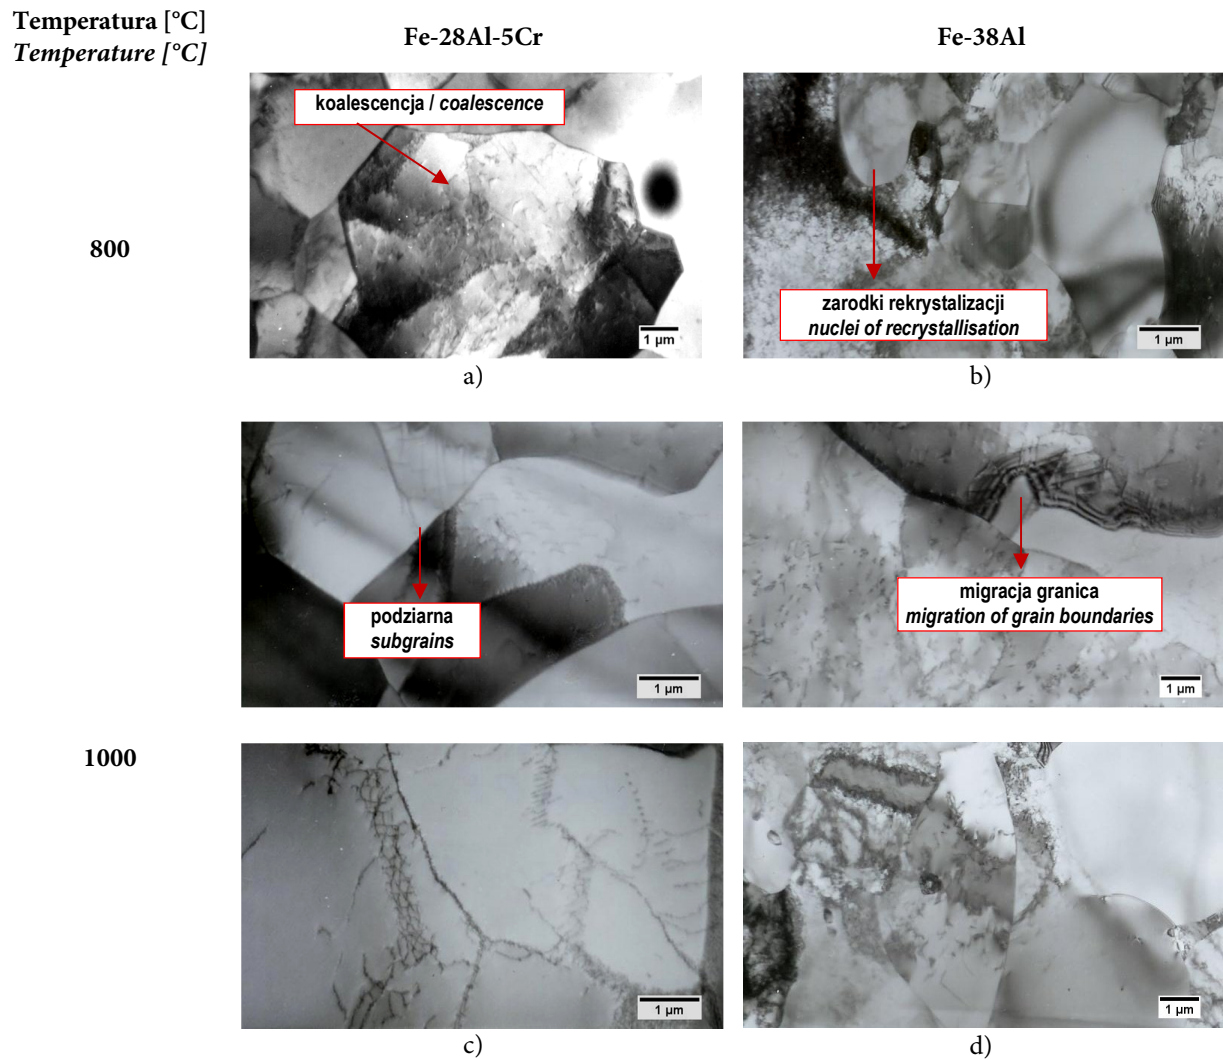 Temperatura [°C]
Temperature [°C]
Fe-28Al-5Cr
Fe-38Al
800
koalescencja / coalescence
1 µm
a)
zarodki rekrystalizacji
nuclei of recrystallisation
1 µm
b)
1000
podziarna
subgrains
1 µm
migracja granica
migration of grain boundaries
1 µm
1 µm
c)
1 µm
d)